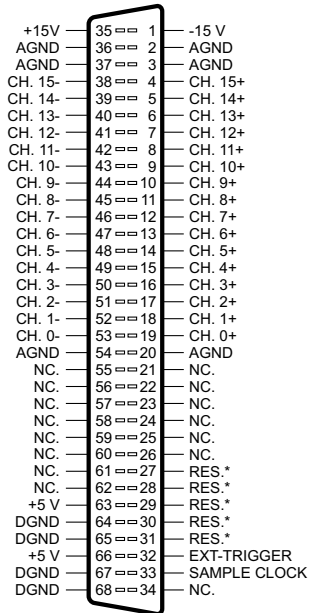 +15V 35 1 -15 V
AGND 36 2 AGND
AGND 37 3 AGND
CH. 15- 38 4 CH. 15+
CH. 14- 39 5 CH. 14+
CH. 13- 40 6 CH. 13+
CH. 12- 41 7 CH. 12+
CH. 11- 42 8 CH. 11+
CH. 10- 43 9 CH. 10+
CH. 9- 44 10 CH. 9+
CH. 8- 45 11 CH. 8+
CH. 7- 46 12 CH. 7+
CH. 6- 47 13 CH. 6+
CH. 5- 48 14 CH. 5+
CH. 4- 49 15 CH. 4+
CH. 3- 50 16 CH. 3+
CH. 2- 51 17 CH. 2+
CH. 1- 52 18 CH. 1+
CH. 0- 53 19 CH. 0+
AGND 54 20 AGND
NC. 55 21 NC.
NC. 56 22 NC.
NC. 57 23 NC.
NC. 58 24 NC.
NC. 59 25 NC.
NC. 60 26 NC.
NC. 61 27 RES.*
NC. 62 28 RES.*
+5 V 63 29 RES.*
DGND 64 30 RES.*
DGND 65 31 RES.*
+5 V 66 32 EXT-TRIGGER
DGND 67 33 SAMPLE CLOCK
DGND 68 34 NC.